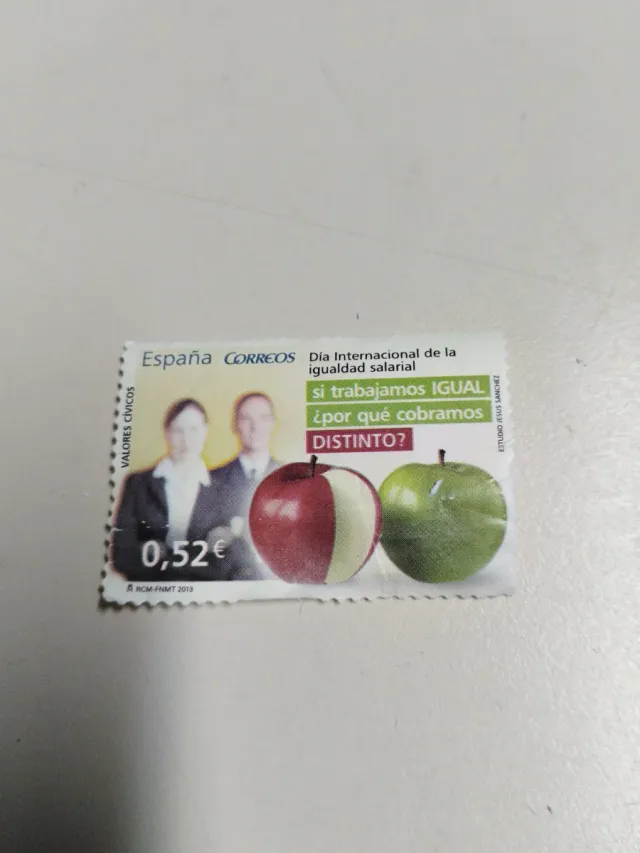 España CORREOS
Día Internacional de la
igualdad salarial
si trabajamos IGUAL
¿por qué cobramos
DISTINTO?
VALORES CÍVICOS
ESTUDIO JESÚS SÁNCHEZ
0,52€
RCM-FNMT 2013